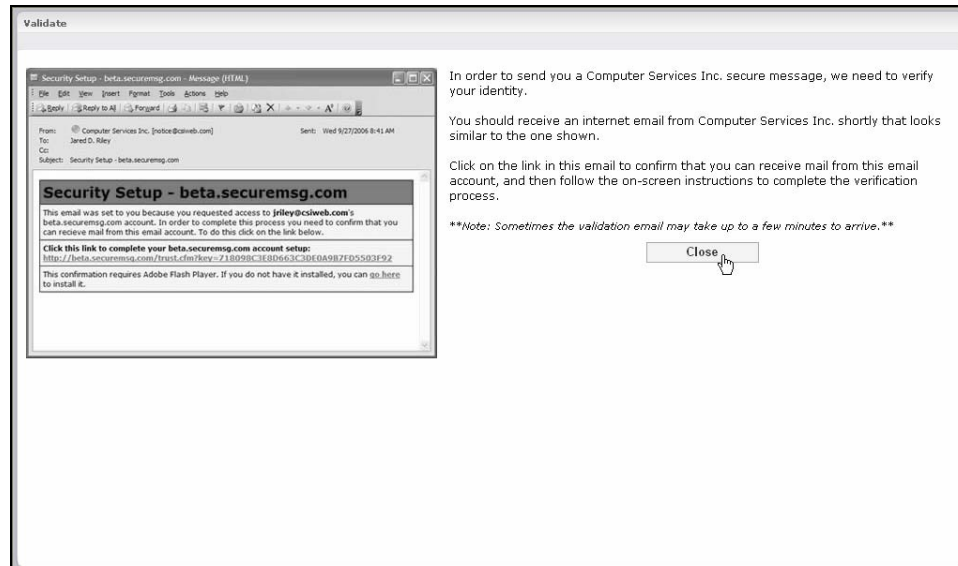 Validate
Security Setup - beta.securemsg.com - Message (HTML)
File Edit View Insert Format Tools Actions Help
Reply Reply to All Forward
From: Computer Services Inc. [notice@csiweb.com] Sent: Wed 9/27/2006 8:41 AM
To: Jared D. Riley
Cc:
Subject: Security Setup - beta.securemsg.com
Security Setup - beta.securemsg.com
This email was set to you because you requested access to jriley@csiweb.com's
beta.securemsg.com account. In order to complete this process you need to confirm that you
can recieve mail from this email account. To do this click on the link below.
Click this link to complete your beta.securemsg.com account setup:
http://beta.securemsg.com/trust.cfm?key=718098C3E8D663C3DE0A9B7FD5503F92
This confirmation requires Adobe Flash Player. If you do not have it installed, you can go here
to install it.
In order to send you a Computer Services Inc. secure message, we need to verify
your identity.
You should receive an internet email from Computer Services Inc. shortly that looks
similar to the one shown.
Click on the link in this email to confirm that you can receive mail from this email
account, and then follow the on-screen instructions to complete the verification
process.
**Note: Sometimes the validation email may take up to a few minutes to arrive.**
Close